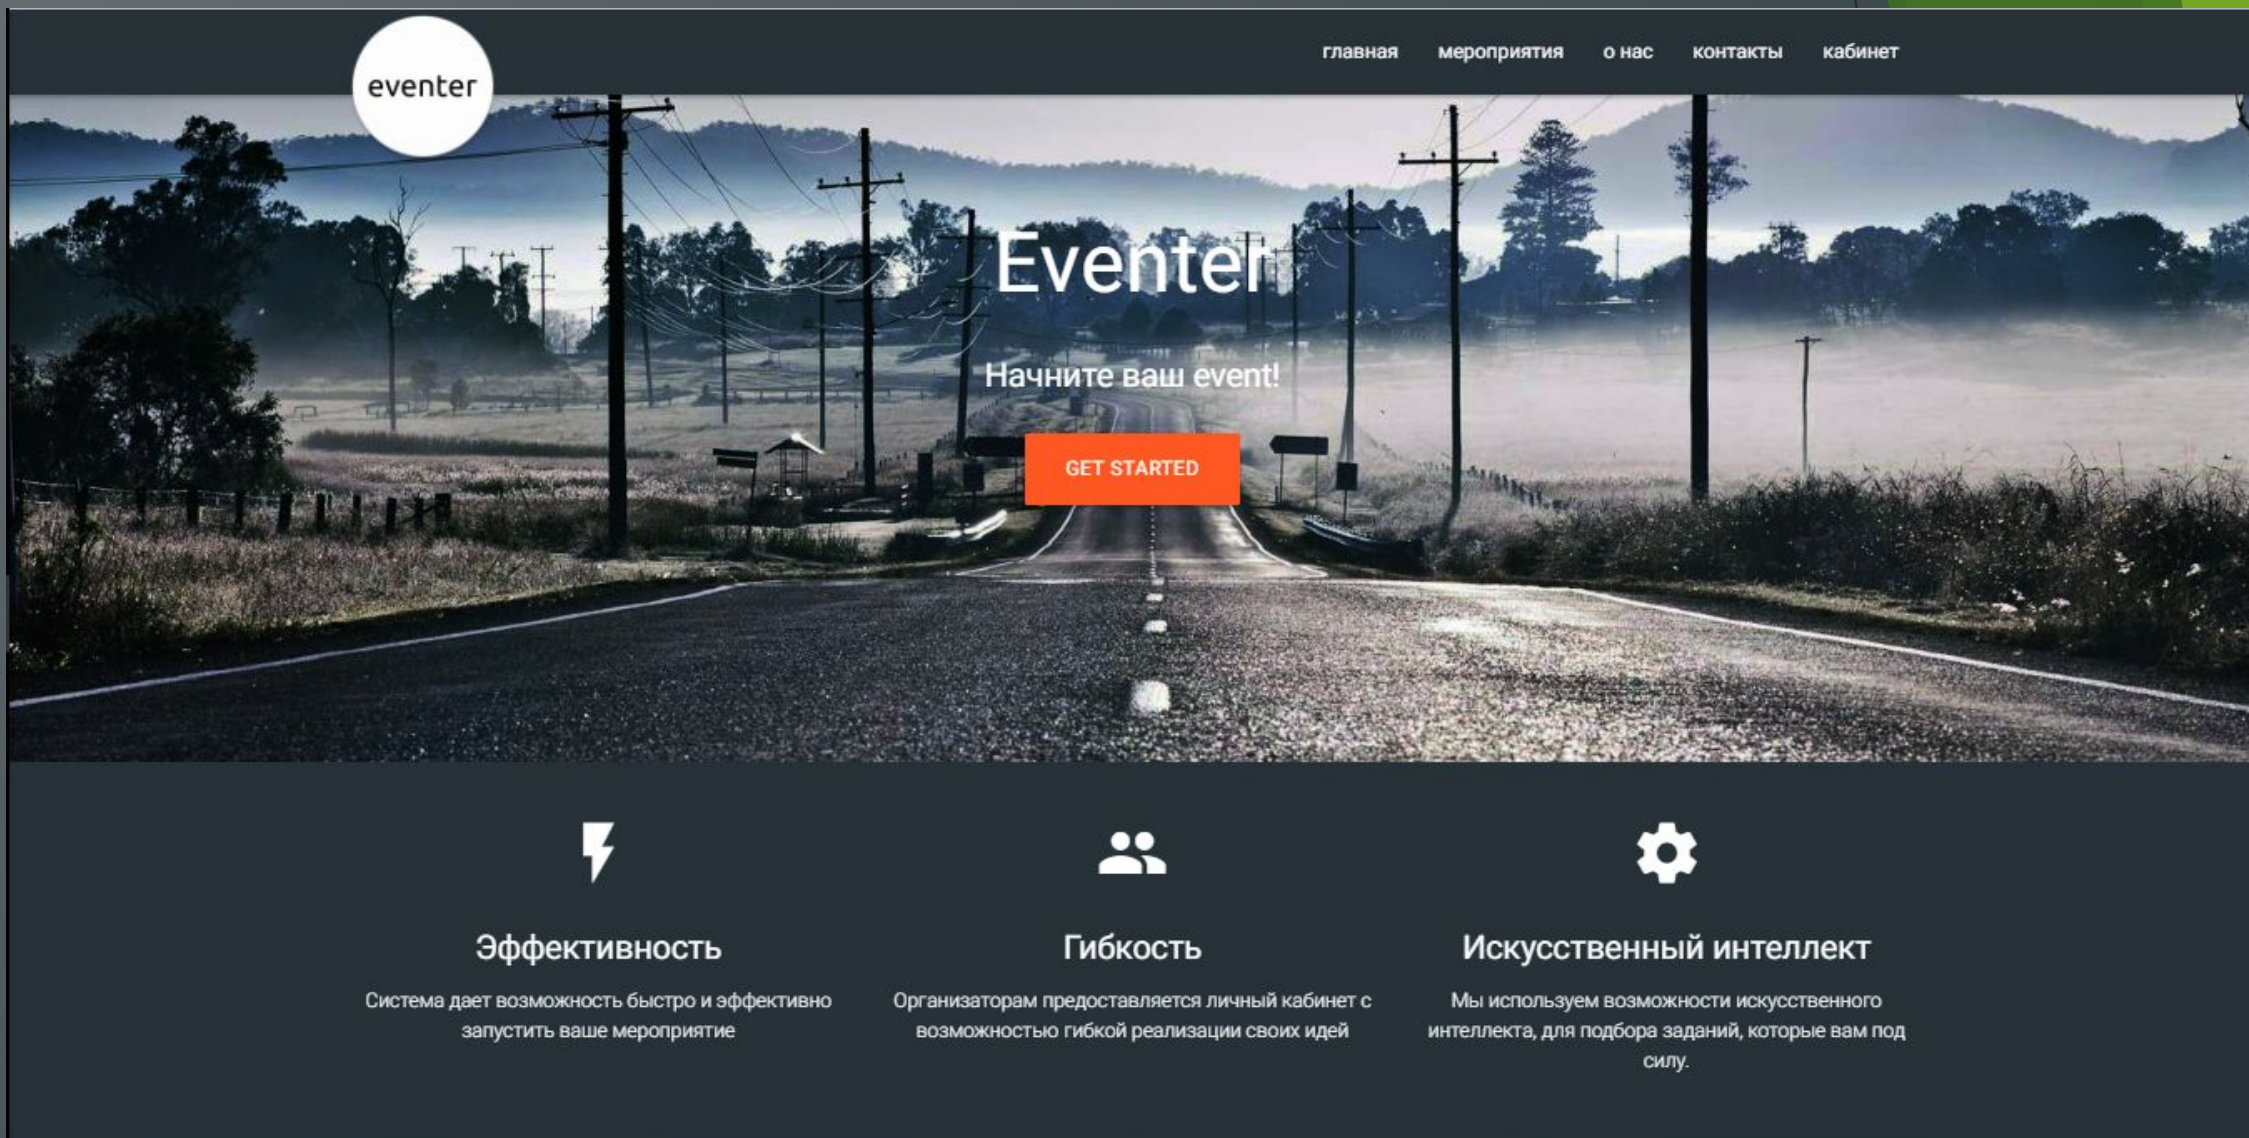 eventer
главная мероприятия о нас контакты кабинет
Eventer
Начните ваш event!
GET STARTED
Эффективность
Система дает возможность быстро и эффективно
запустить ваше мероприятие
Гибкость
Организаторам предоставляется личный кабинет с
возможностью гибкой реализации своих идей
Искусственный интеллект
Мы используем возможности искусственного
интеллекта, для подбора заданий, которые вам под
силу.